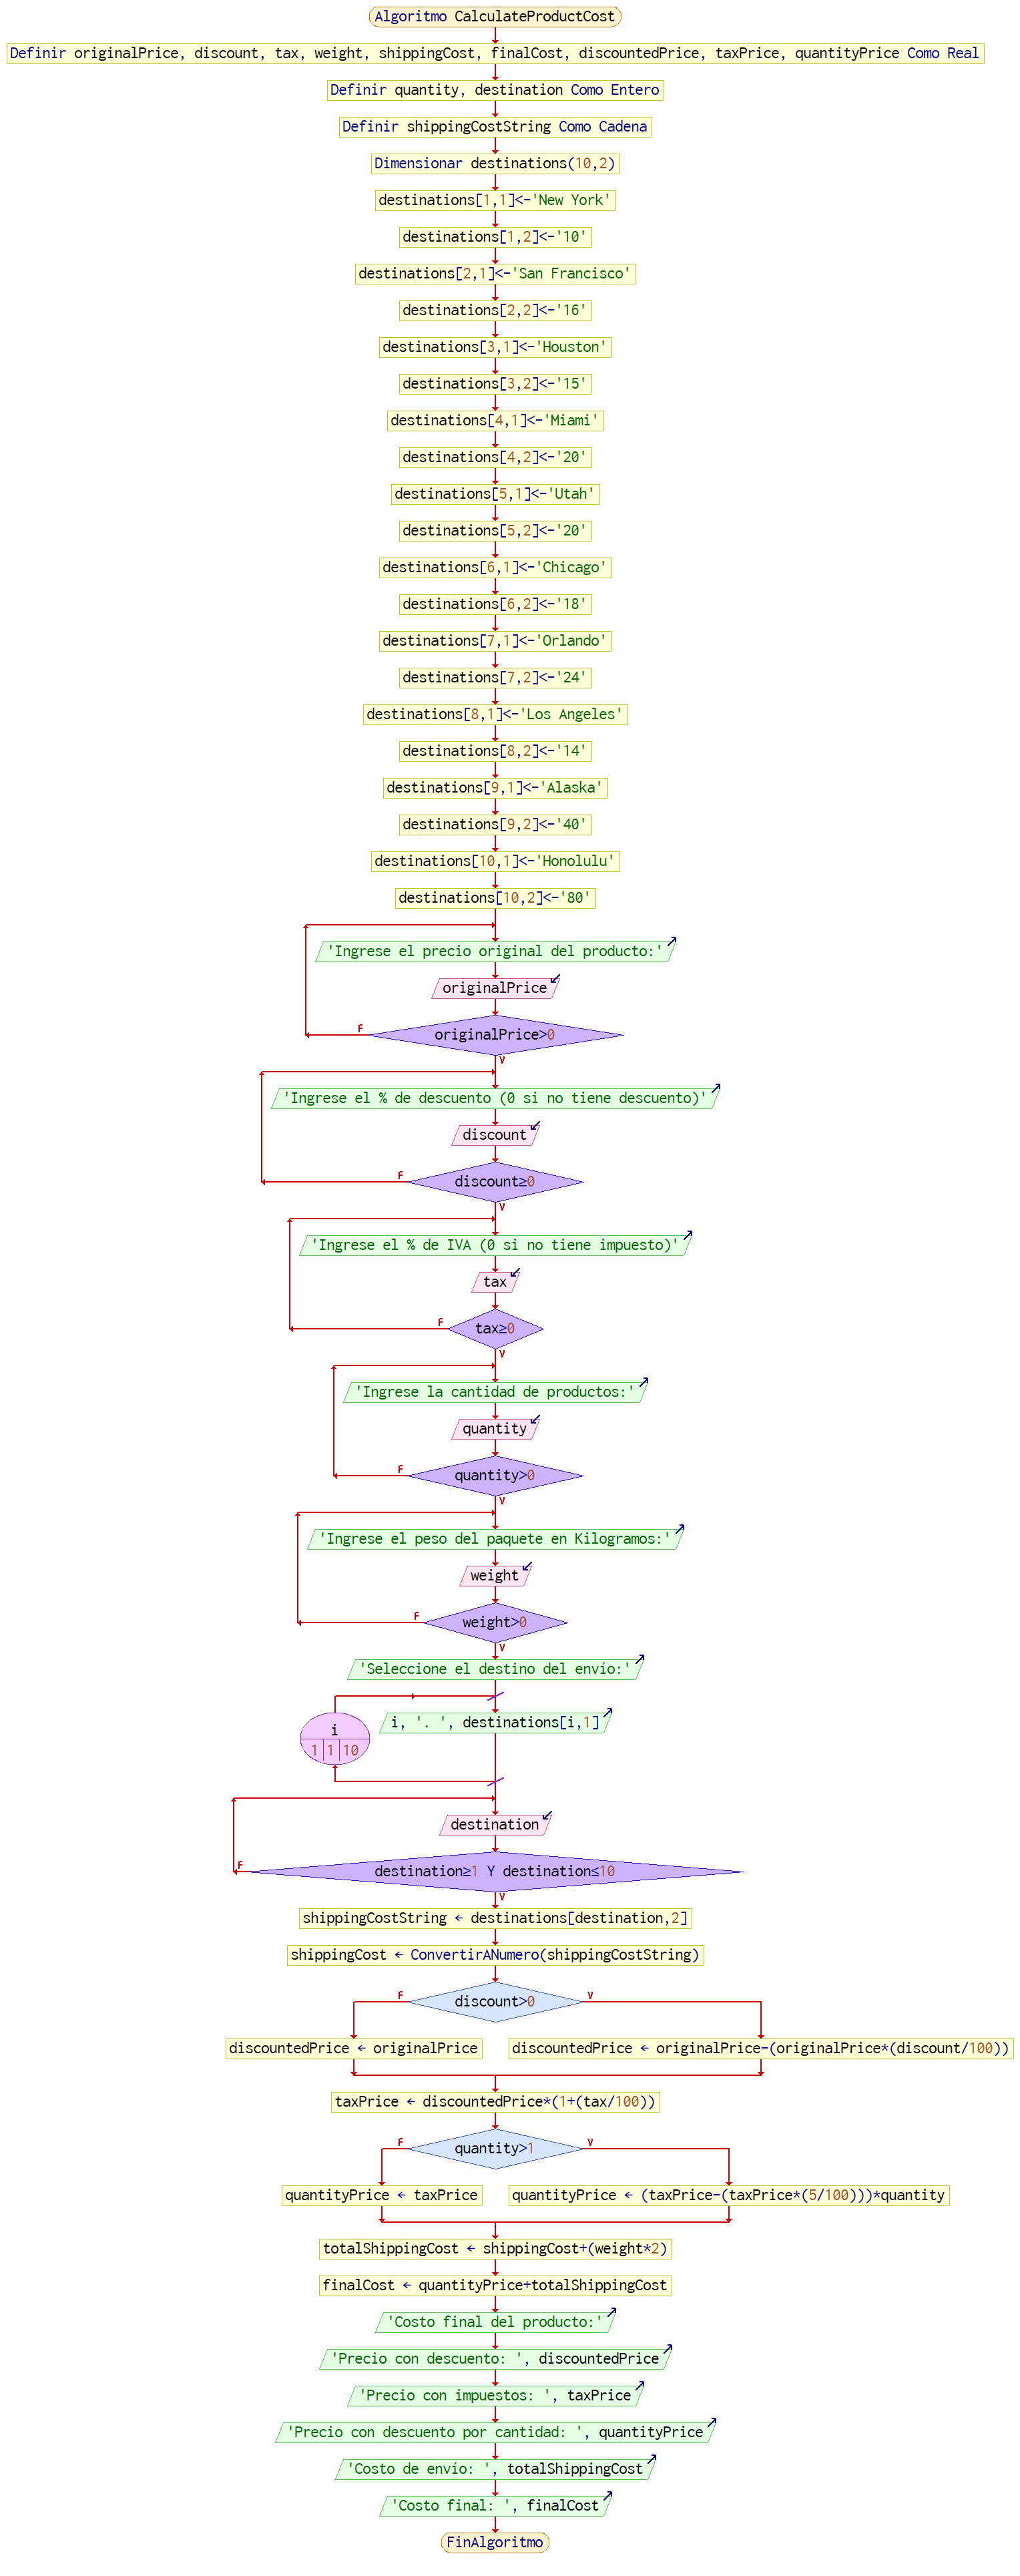 Algoritmo CalculateProductCost
Definir originalPrice, discount, tax, weight, shippingCost, finalCost, discountedPrice, taxPrice, quantityPrice Como Real
Definir quantity, destination Como Entero
Definir shippingCostString Como Cadena
Dimensionar destinations(10,2)
destinations[1,1]<-'New York'
destinations[1,2]<-'10'
destinations[2,1]<-'San Francisco'
destinations[2,2]<-'16'
destinations[3,1]<-'Houston'
destinations[3,2]<-'15'
destinations[4,1]<-'Miami'
destinations[4,2]<-'20'
destinations[5,1]<-'Utah'
destinations[5,2]<-'20'
destinations[6,1]<-'Chicago'
destinations[6,2]<-'18'
destinations[7,1]<-'Orlando'
destinations[7,2]<-'24'
destinations[8,1]<-'Los Angeles'
destinations[8,2]<-'14'
destinations[9,1]<-'Alaska'
destinations[9,2]<-'40'
destinations[10,1]<-'Honolulu'
destinations[10,2]<-'80'
'Ingrese el precio original del producto:'
originalPrice
F originalPrice>0
V
'Ingrese el % de descuento (0 si no tiene descuento)'
discount
F discount≥0
V
'Ingrese el % de IVA (0 si no tiene impuesto)'
tax
F tax≥0
V
'Ingrese la cantidad de productos:'
quantity
F quantity>0
V
'Ingrese el peso del paquete en Kilogramos:'
weight
F weight>0
V
'Seleccione el destino del envío:'
i, '. ', destinations[i,1]
i
1 1 10
destination
F destination≥1 Y destination≤10
V
shippingCostString ← destinations[destination,2]
shippingCost ← ConvertirANumero(shippingCostString)
F discount>0 V
discountedPrice ← originalPrice discountedPrice ← originalPrice-(originalPrice*(discount/100))
taxPrice ← discountedPrice*(1+(tax/100))
F quantity>1 V
quantityPrice ← taxPrice quantityPrice ← (taxPrice-(taxPrice*(5/100)))*quantity
totalShippingCost ← shippingCost+(weight*2)
finalCost ← quantityPrice+totalShippingCost
'Costo final del producto:'
'Precio con descuento: ', discountedPrice
'Precio con impuestos: ', taxPrice
'Precio con descuento por cantidad: ', quantityPrice
'Costo de envío: ', totalShippingCost
'Costo final: ', finalCost
FinAlgoritmo